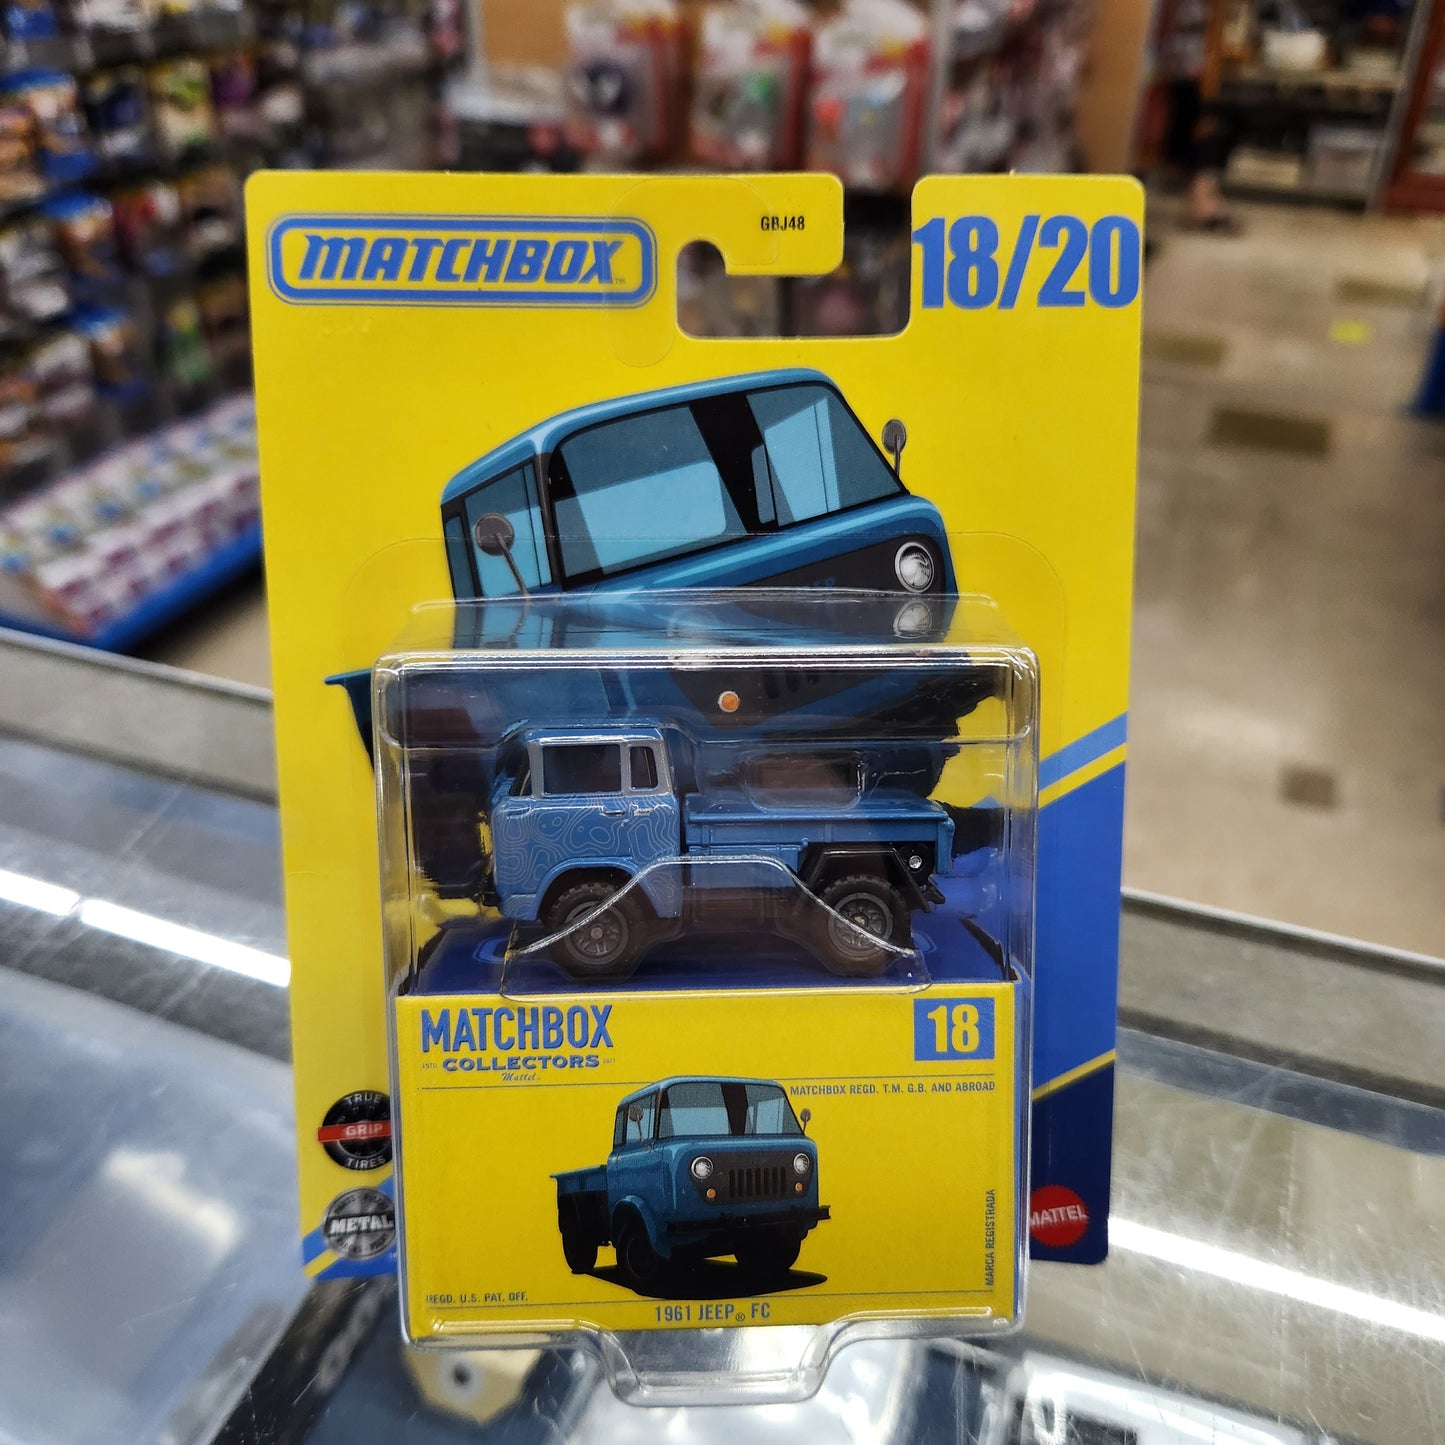 MATCHBOX™
GBJ48
18/20
MATCHBOX
COLLECTORS
Mattel
18
MATCHBOX REGD. T.M. G.B. AND ABROAD
TRUE
GRIP
TIRES
METAL
MARCA REGISTRADA
MATTEL
REGD. U.S. PAT. OFF.
1961 JEEP® FC